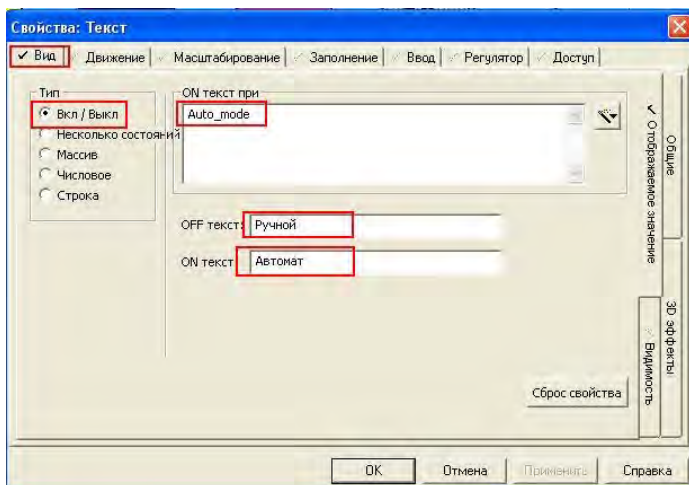 Свойства: Текст
Вид
Движение
Масштабирование
Заполнение
Ввод
Регулятор
Доступ
Тип
Вкл / Выкл
Несколько состояний
Массив
Числовое
Строка
ON текст при
Auto_mode
OFF текст:
Ручной
ON текст
Автомат
Сброс свойства
Отображаемое значение
Видимость
Общие
3D эффекты
OK
Отмена
Применить
Справка